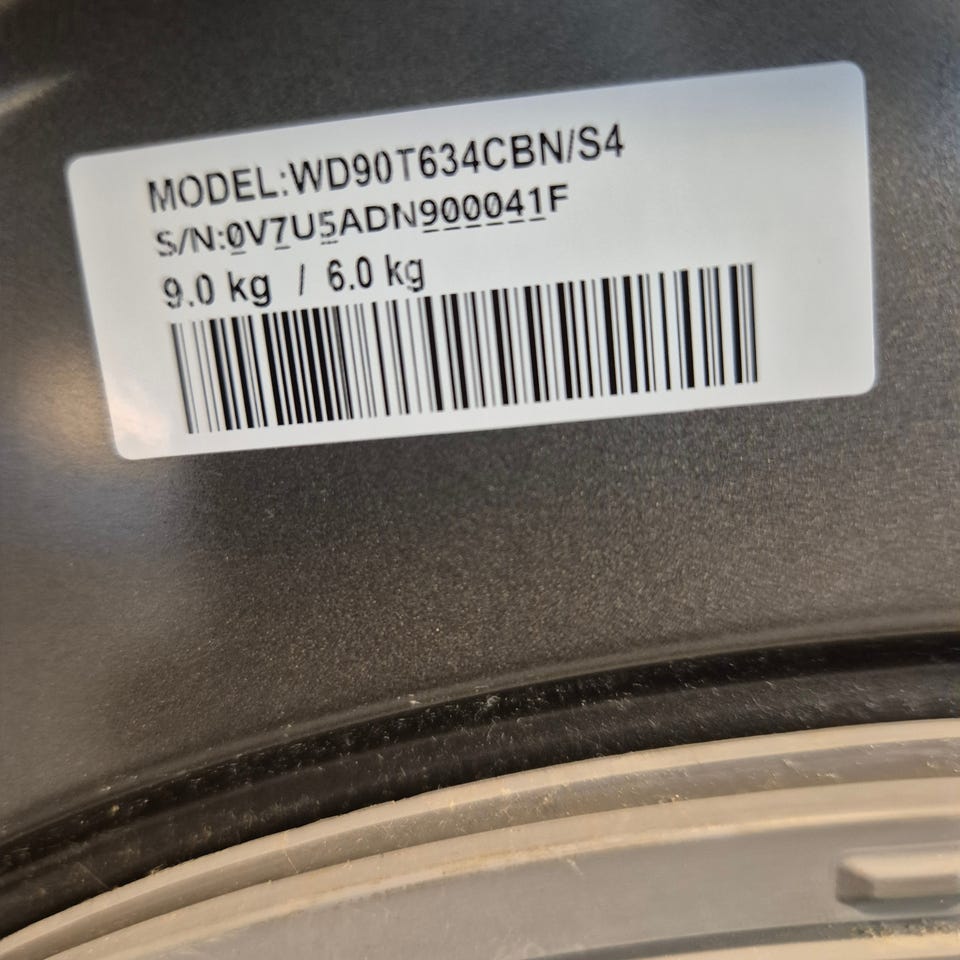 MODEL:WD90T634CBN/S4
S/N:0V7U5ADN900041F
9.0 kg / 6.0 kg